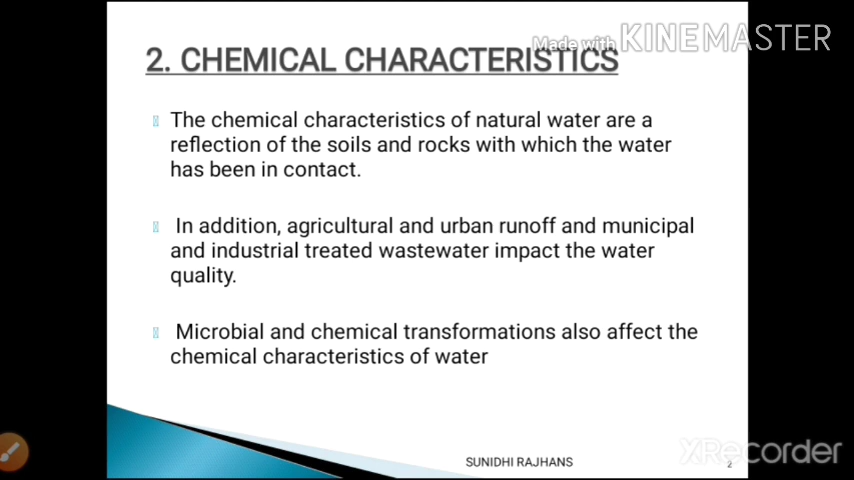 Made with KINEMASTER
2. CHEMICAL CHARACTERISTICS
The chemical characteristics of natural water are a
reflection of the soils and rocks with which the water
has been in contact.
In addition, agricultural and urban runoff and municipal
and industrial treated wastewater impact the water
quality.
Microbial and chemical transformations also affect the
chemical characteristics of water
SUNIDHI RAJHANS
2
XRecorder